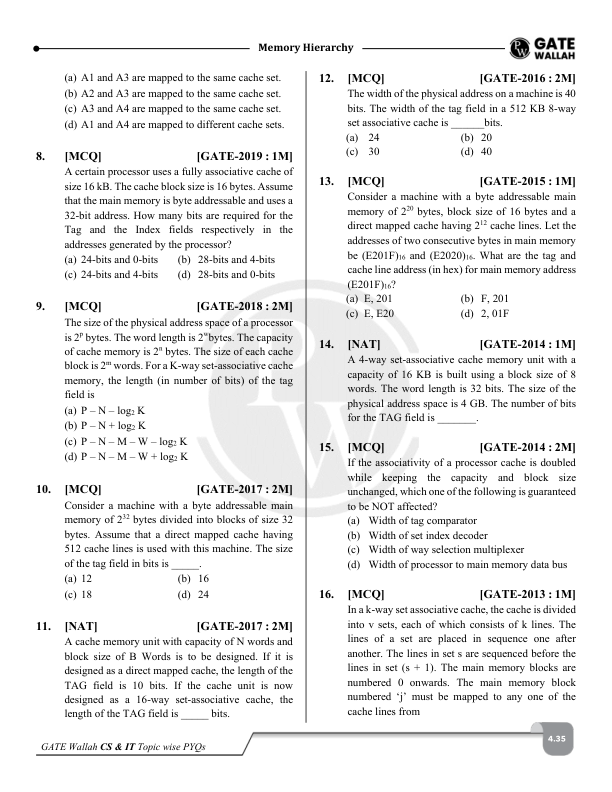 Memory Hierarchy
GATE
WALLAH
(a) A1 and A3 are mapped to the same cache set.
(b) A2 and A3 are mapped to the same cache set.
(c) A3 and A4 are mapped to the same cache set.
(d) A1 and A4 are mapped to different cache sets.
8. [MCQ] [GATE-2019 : 1M]
A certain processor uses a fully associative cache of
size 16 kB. The cache block size is 16 bytes. Assume
that the main memory is byte addressable and uses a
32-bit address. How many bits are required for the
Tag and the Index fields respectively in the
addresses generated by the processor?
(a) 24-bits and 0-bits (b) 28-bits and 4-bits
(c) 24-bits and 4-bits (d) 28-bits and 0-bits
9. [MCQ] [GATE-2018 : 2M]
The size of the physical address space of a processor
is 2ᵖ bytes. The word length is 2ʷbytes. The capacity
of cache memory is 2ⁿ bytes. The size of each cache
block is 2ᵐ words. For a K-way set-associative cache
memory, the length (in number of bits) of the tag
field is
(a) P – N – log₂ K
(b) P – N + log₂ K
(c) P – N – M – W – log₂ K
(d) P – N – M – W + log₂ K
10. [MCQ] [GATE-2017 : 2M]
Consider a machine with a byte addressable main
memory of 2³² bytes divided into blocks of size 32
bytes. Assume that a direct mapped cache having
512 cache lines is used with this machine. The size
of the tag field in bits is _____.
(a) 12 (b) 16
(c) 18 (d) 24
11. [NAT] [GATE-2017 : 2M]
A cache memory unit with capacity of N words and
block size of B Words is to be designed. If it is
designed as a direct mapped cache, the length of the
TAG field is 10 bits. If the cache unit is now
designed as a 16-way set-associative cache, the
length of the TAG field is _____ bits.
12. [MCQ] [GATE-2016 : 2M]
The width of the physical address on a machine is 40
bits. The width of the tag field in a 512 KB 8-way
set associative cache is ______bits.
(a) 24 (b) 20
(c) 30 (d) 40
13. [MCQ] [GATE-2015 : 1M]
Consider a machine with a byte addressable main
memory of 2²⁰ bytes, block size of 16 bytes and a
direct mapped cache having 2¹² cache lines. Let the
addresses of two consecutive bytes in main memory
be (E201F)₁₆ and (E2020)₁₆. What are the tag and
cache line address (in hex) for main memory address
(E201F)₁₆?
(a) E, 201 (b) F, 201
(c) E, E20 (d) 2, 01F
14. [NAT] [GATE-2014 : 1M]
A 4-way set-associative cache memory unit with a
capacity of 16 KB is built using a block size of 8
words. The word length is 32 bits. The size of the
physical address space is 4 GB. The number of bits
for the TAG field is _______.
15. [MCQ] [GATE-2014 : 2M]
If the associativity of a processor cache is doubled
while keeping the capacity and block size
unchanged, which one of the following is guaranteed
to be NOT affected?
(a) Width of tag comparator
(b) Width of set index decoder
(c) Width of way selection multiplexer
(d) Width of processor to main memory data bus
16. [MCQ] [GATE-2013 : 1M]
In a k-way set associative cache, the cache is divided
into v sets, each of which consists of k lines. The
lines of a set are placed in sequence one after
another. The lines in set s are sequenced before the
lines in set (s + 1). The main memory blocks are
numbered 0 onwards. The main memory block
numbered ‘j’ must be mapped to any one of the
cache lines from
GATE Wallah CS & IT Topic wise PYQs
4.35